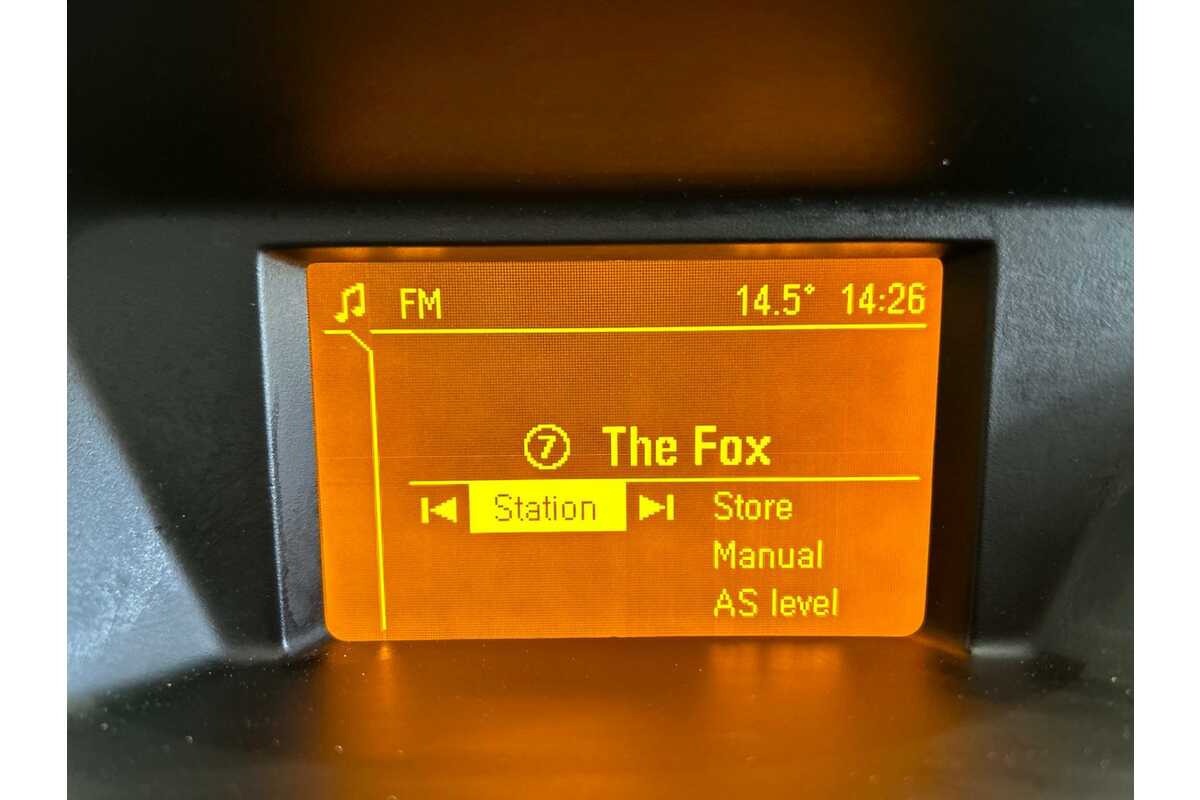 FM 14.5° 14:26
7 The Fox
Station Store
Manual
AS level